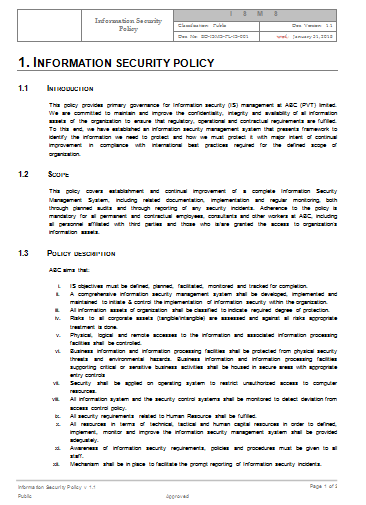 I S M S
Information Security
Policy
Classification: Public
Doc Version: 1.1
Doc No:
wef. January 21, 2012
1. INFORMATION SECURITY POLICY
1.1 INTRODUCTION
This policy provides primary governance for information security (IS) management at ABC (PVT) limited.
We are committed to maintain and improve the confidentiality, integrity and availability of all information
assets of the organization to ensure that regulatory, operational and contractual requirements are fulfilled.
To this end, we have established an information security management system that presents framework to
identify the information we need to protect and how we must protect it with major intent of continual
improvement in compliance with international best practices required for the defined scope of
organization.
1.2 SCOPE
This policy covers establishment and continual improvement of a complete Information Security
Management System, including related documentation, implementation and regular monitoring, both
through planned audits and through reporting of any security incidents. Adherence to the policy is
mandatory for all permanent and contractual employees, consultants and other workers at ABC, including
all personnel affiliated with third parties and those who is/are granted the access to organization's
information assets.
1.3 POLICY DESCRIPTION
ABC aims that:
i. IS objectives must be defined, planned, facilitated, monitored and tracked for completion.
ii. A comprehensive information security management shall be developed, implemented and
maintained to initiate & control the implementation of information security within the organization.
iii. All information assets of organization shall be classified to indicate required degree of protection.
iv. Risks to all corporate assets (tangible/intangible) are assessed and against all risks appropriate
treatment is done.
v. Physical, logical and remote accesses to the information and associated information processing
facilities shall be controlled.
vi. Business information and information processing facilities shall be protected from physical security
threats and environmental hazards. Business information and information processing facilities
supporting critical or sensitive business activities shall be housed in secure areas with appropriate
entry controls
vii. Security shall be applied on operating system to restrict unauthorized access to computer
resources.
viii. All information system and the security control systems shall be monitored to detect deviation from
access control policy.
ix. All security requirements related to Human Resource shall be fulfilled.
x. All resources in terms of technical, tactical and human capital resources in order to defined,
implement, monitor and improve the information security management shall be provided
adequately.
xi. Awareness of information security requirements, policies and procedures must be given to all
staff.
xii. Mechanism shall be in place to facilitate the prompt reporting of information security incidents.
Information Security Policy v 1.1
Page 1 of 2
Public
Approved